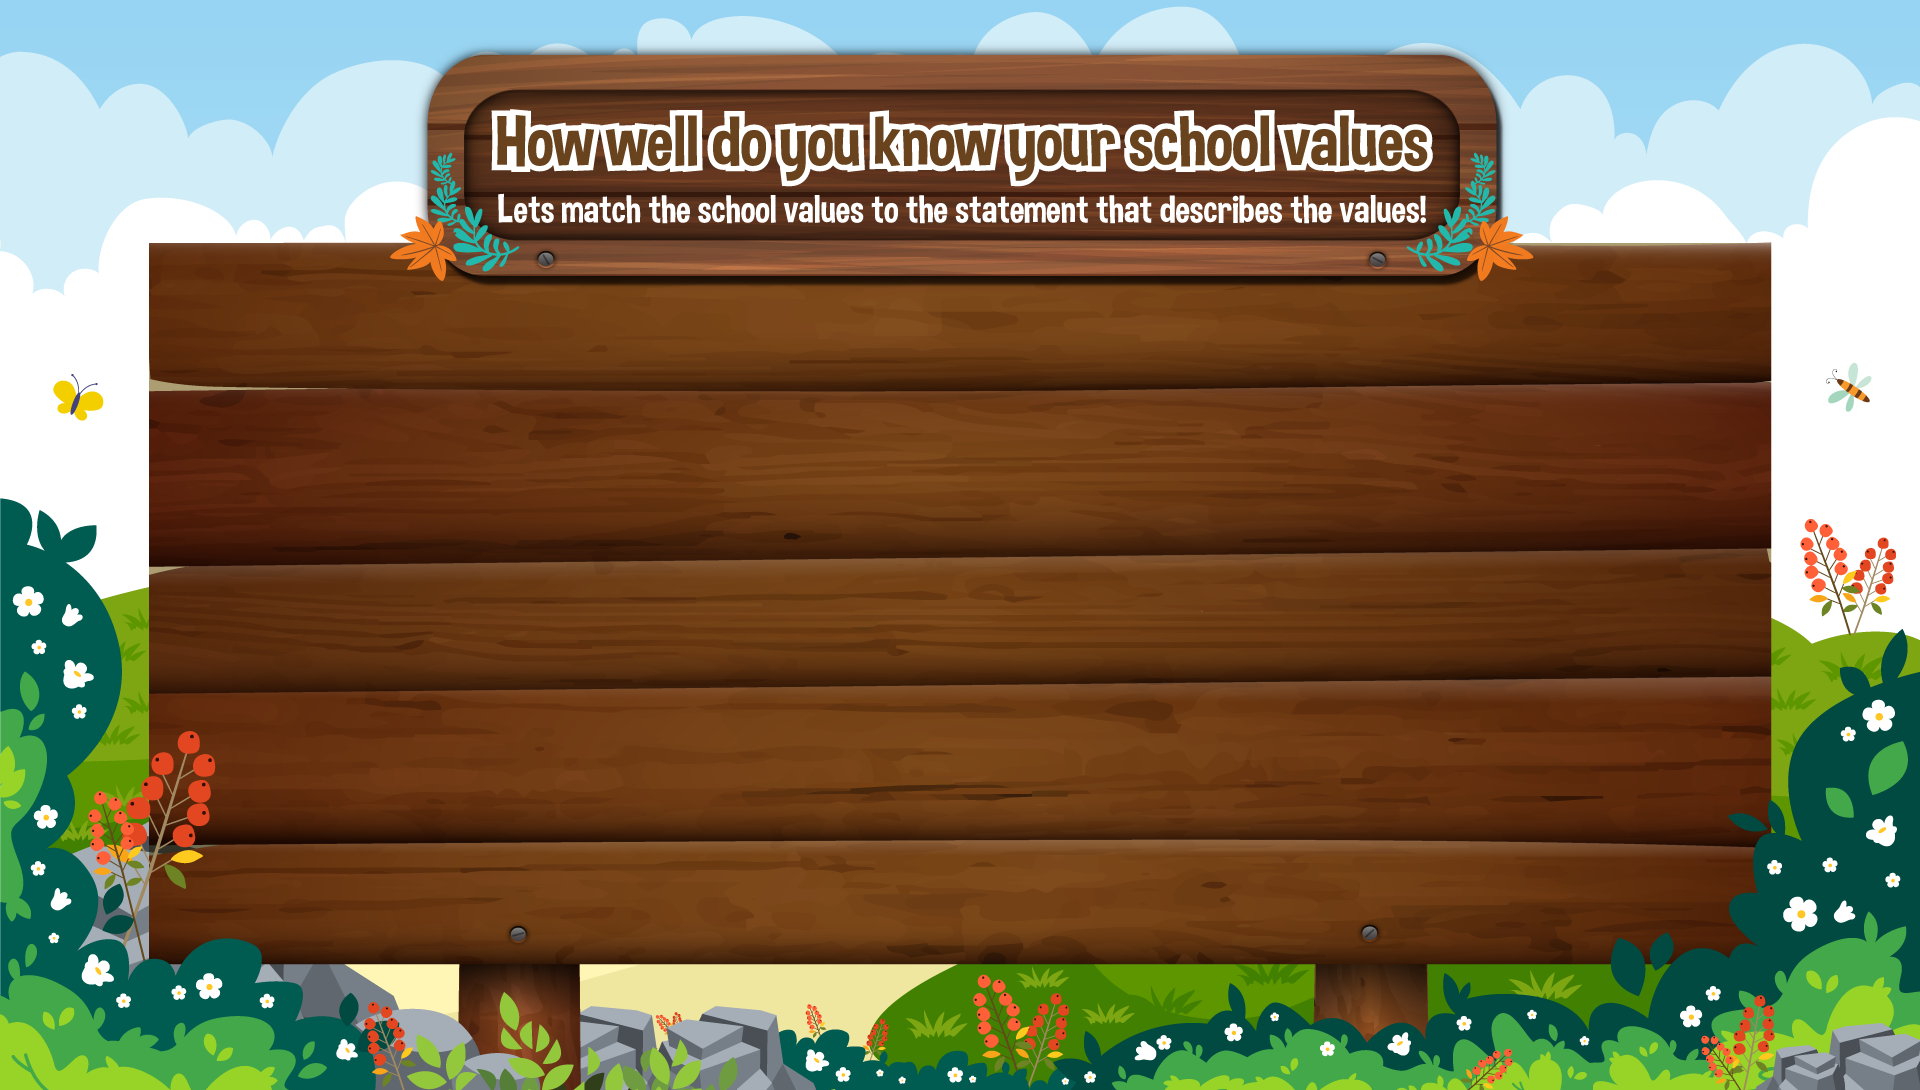 How well do you know your school values
Lets match the school values to the statement that describes the values!